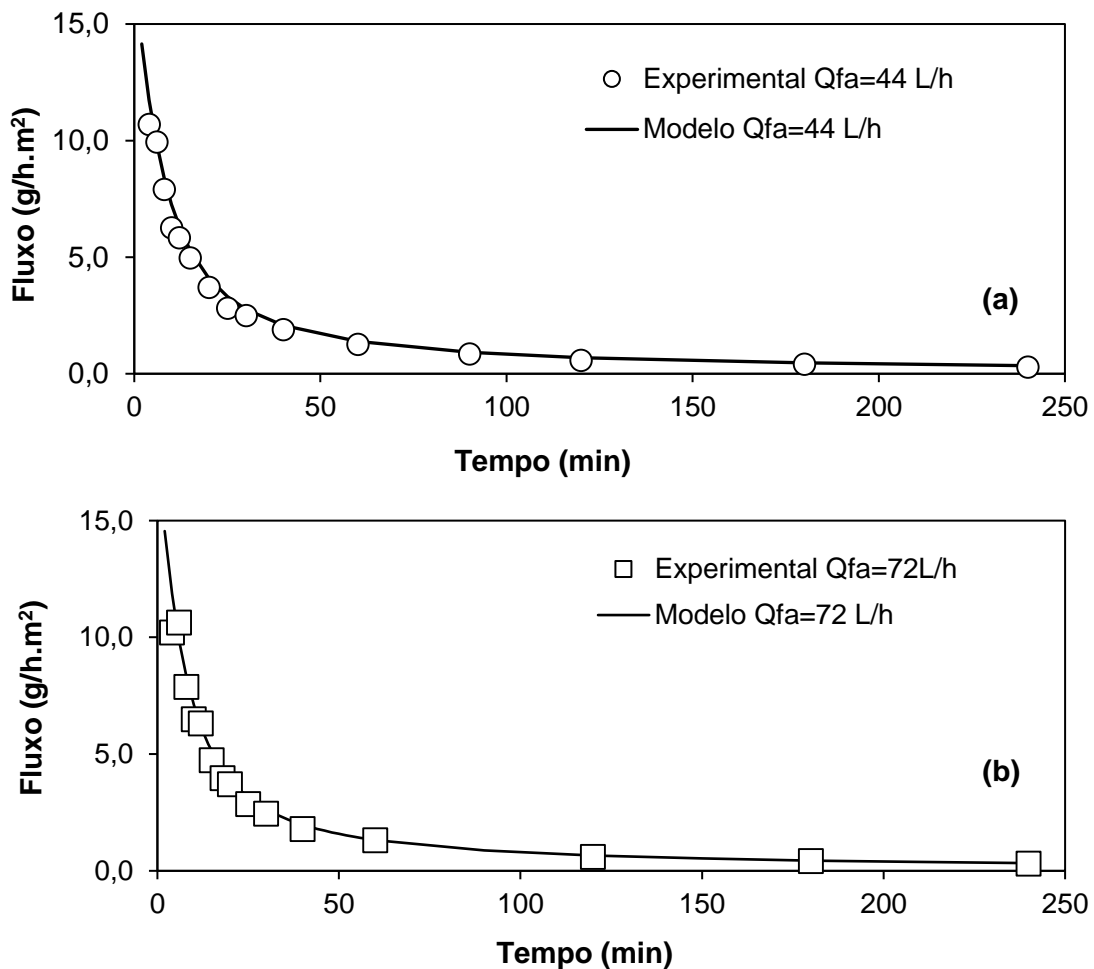 15,0
10,0
5,0
0,0
Fluxo (g/h.m²)
Experimental Qfa=44 L/h
Modelo Qfa=44 L/h
(a)
0 50 100 150 200 250
Tempo (min)
15,0
10,0
5,0
0,0
Fluxo (g/h.m²)
Experimental Qfa=72L/h
Modelo Qfa=72 L/h
(b)
0 50 100 150 200 250
Tempo (min)